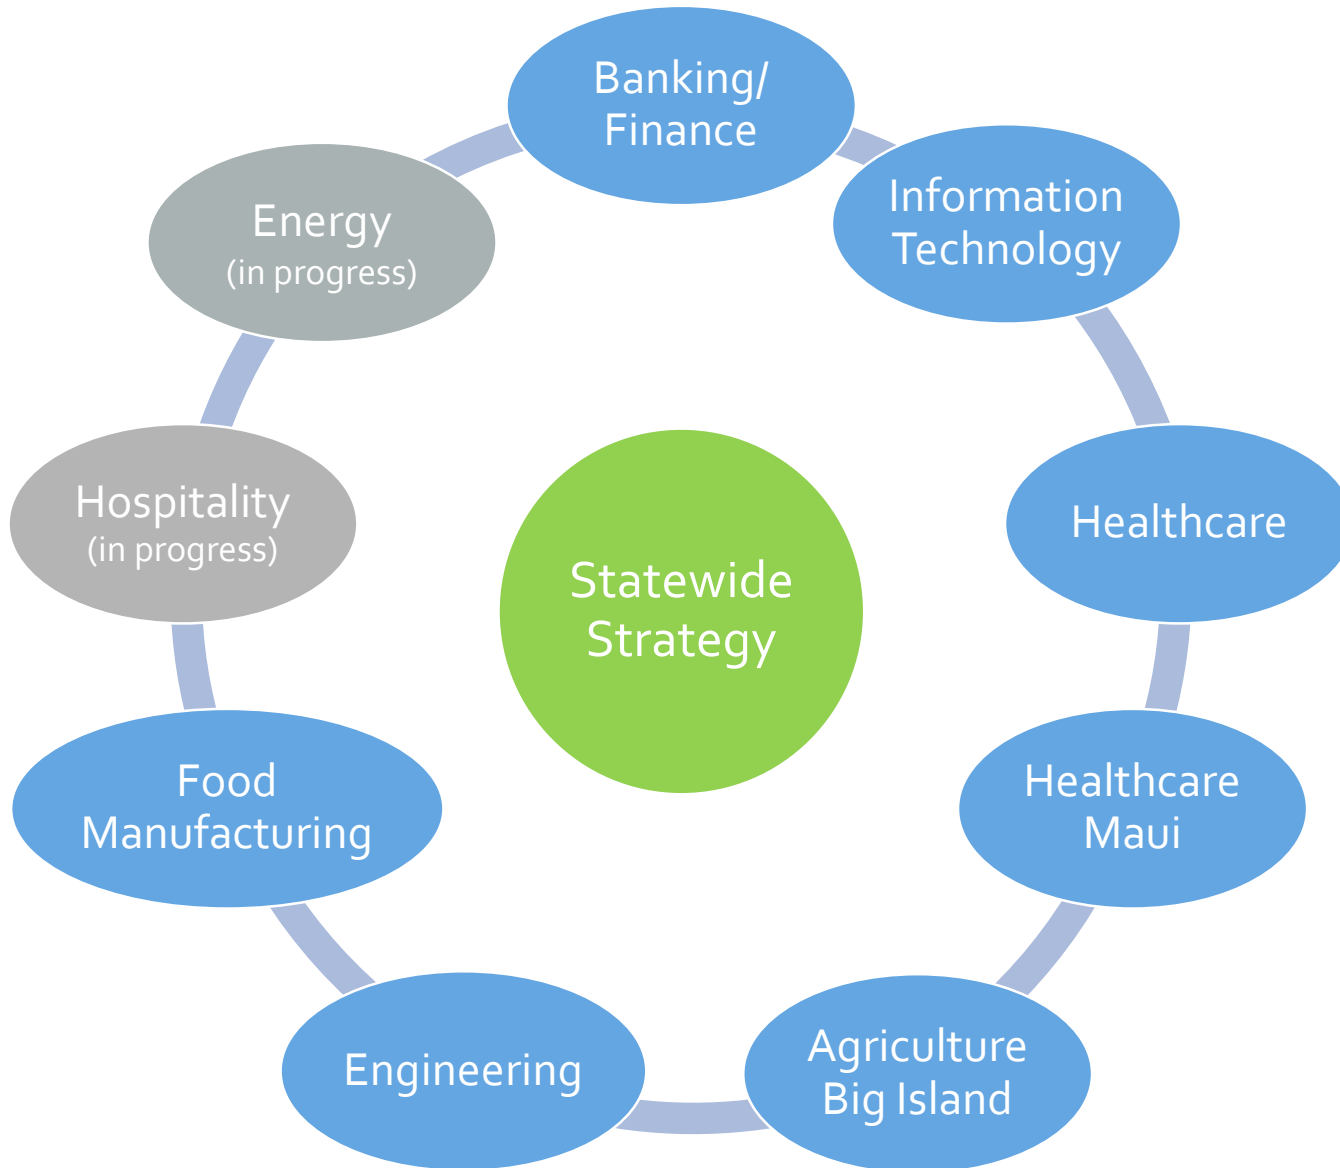 Banking/
Finance
Information
Technology
Healthcare
Healthcare
Maui
Agriculture
Big Island
Engineering
Food
Manufacturing
Hospitality
(in progress)
Energy
(in progress)
Statewide
Strategy